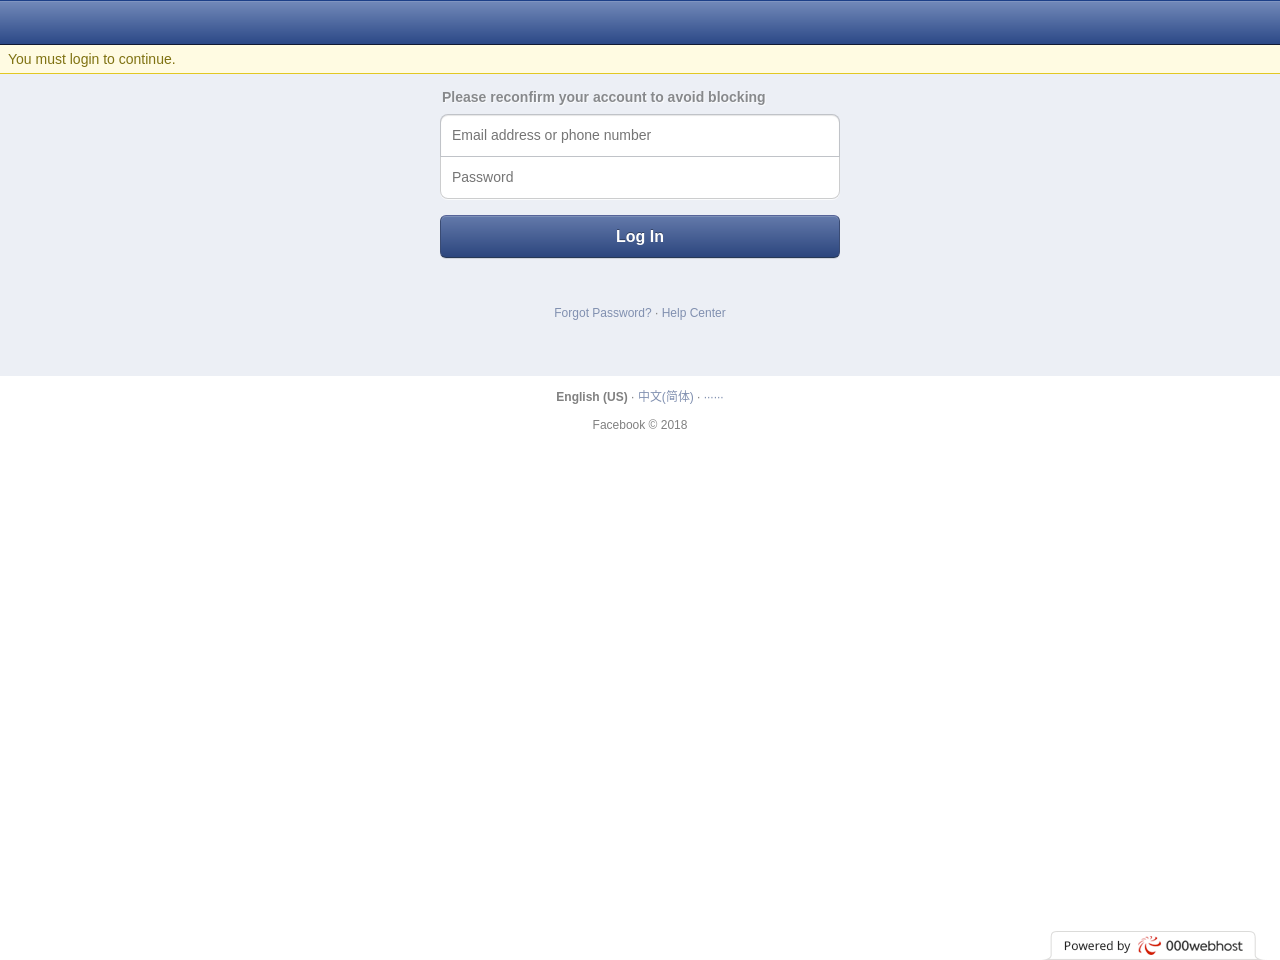 You must login to continue.
Please reconfirm your account to avoid blocking
Email address or phone number
Password
Log In
Forgot Password? · Help Center
English (US) · 中文(简体) · ······
Facebook © 2018
Powered by 000webhost